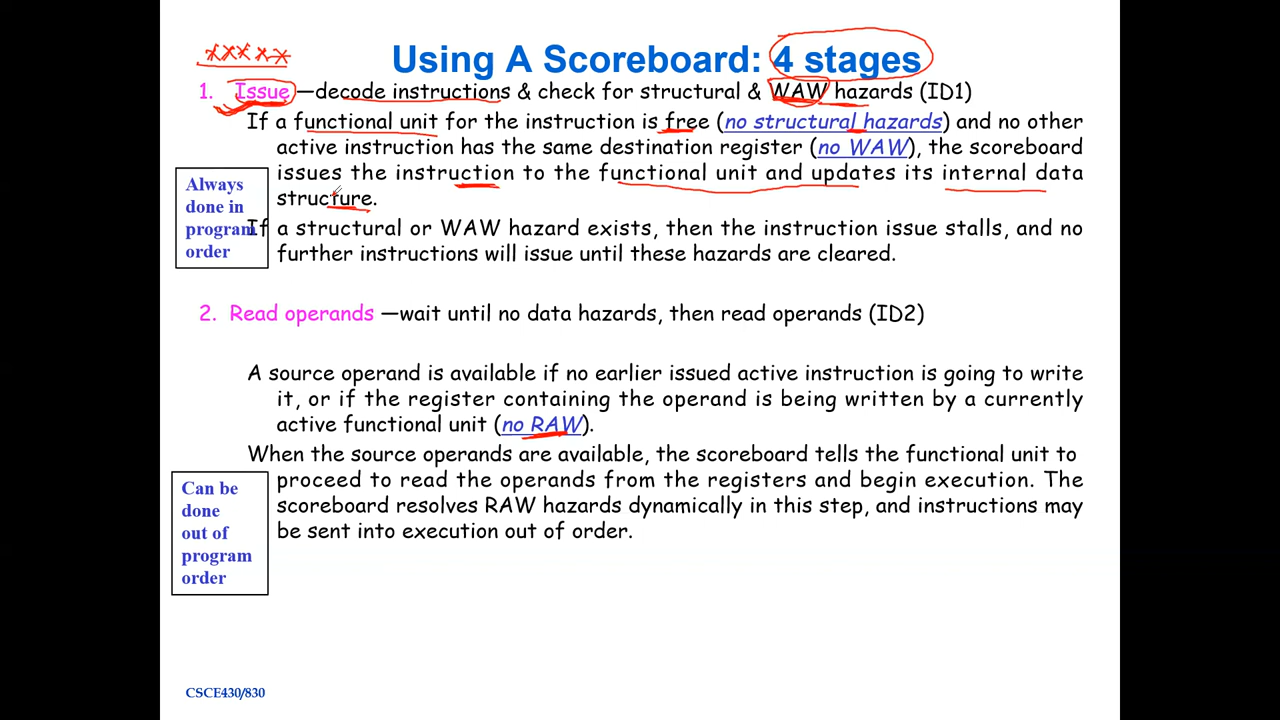 xxxxx
Using A Scoreboard: 4 stages
1. Issue —decode instructions & check for structural & WAW hazards (ID1)
If a functional unit for the instruction is free (no structural hazards) and no other
active instruction has the same destination register (no WAW), the scoreboard
issues the instruction to the functional unit and updates its internal data
structure.
Always
done in
program
order
If a structural or WAW hazard exists, then the instruction issue stalls, and no
further instructions will issue until these hazards are cleared.
2. Read operands —wait until no data hazards, then read operands (ID2)
A source operand is available if no earlier issued active instruction is going to write
it, or if the register containing the operand is being written by a currently
active functional unit (no RAW).
When the source operands are available, the scoreboard tells the functional unit to
proceed to read the operands from the registers and begin execution. The
scoreboard resolves RAW hazards dynamically in this step, and instructions may
be sent into execution out of order.
Can be
done
out of
program
order
CSCE430/830